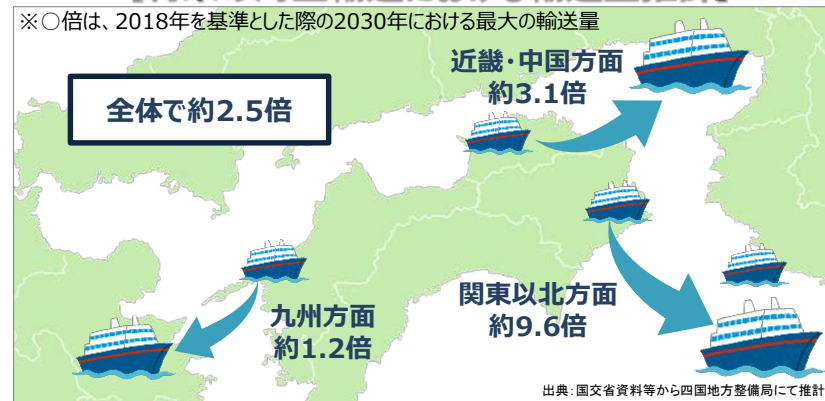 ※○倍は、2018年を基準とした際の2030年における最大の輸送量
近畿・中国方面
約3.1倍
全体で約2.5倍
関東以北方面
約9.6倍
九州方面
約1.2倍
出典：国交省資料等から四国地方整備局にて推計